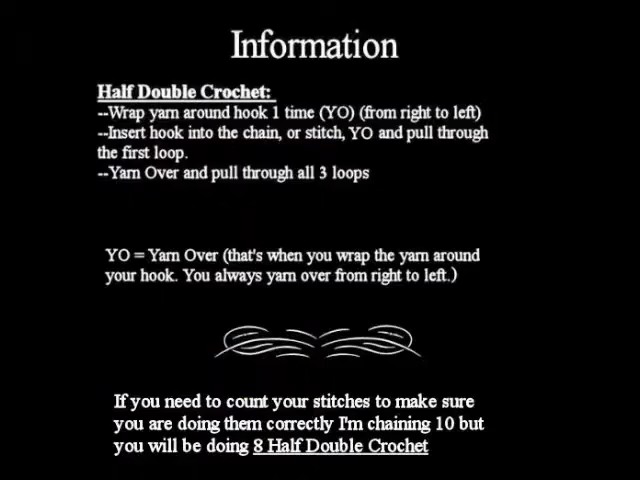 Information
Half Double Crochet:
--Wrap yarn around hook 1 time (YO) (from right to left)
--Insert hook into the chain, or stitch, YO and pull through
the first loop.
--Yarn Over and pull through all 3 loops
YO = Yarn Over (that's when you wrap the yarn around
your hook. You always yarn over from right to left.)
If you need to count your stitches to make sure
you are doing them correctly I'm chaining 10 but
you will be doing 8 Half Double Crochet